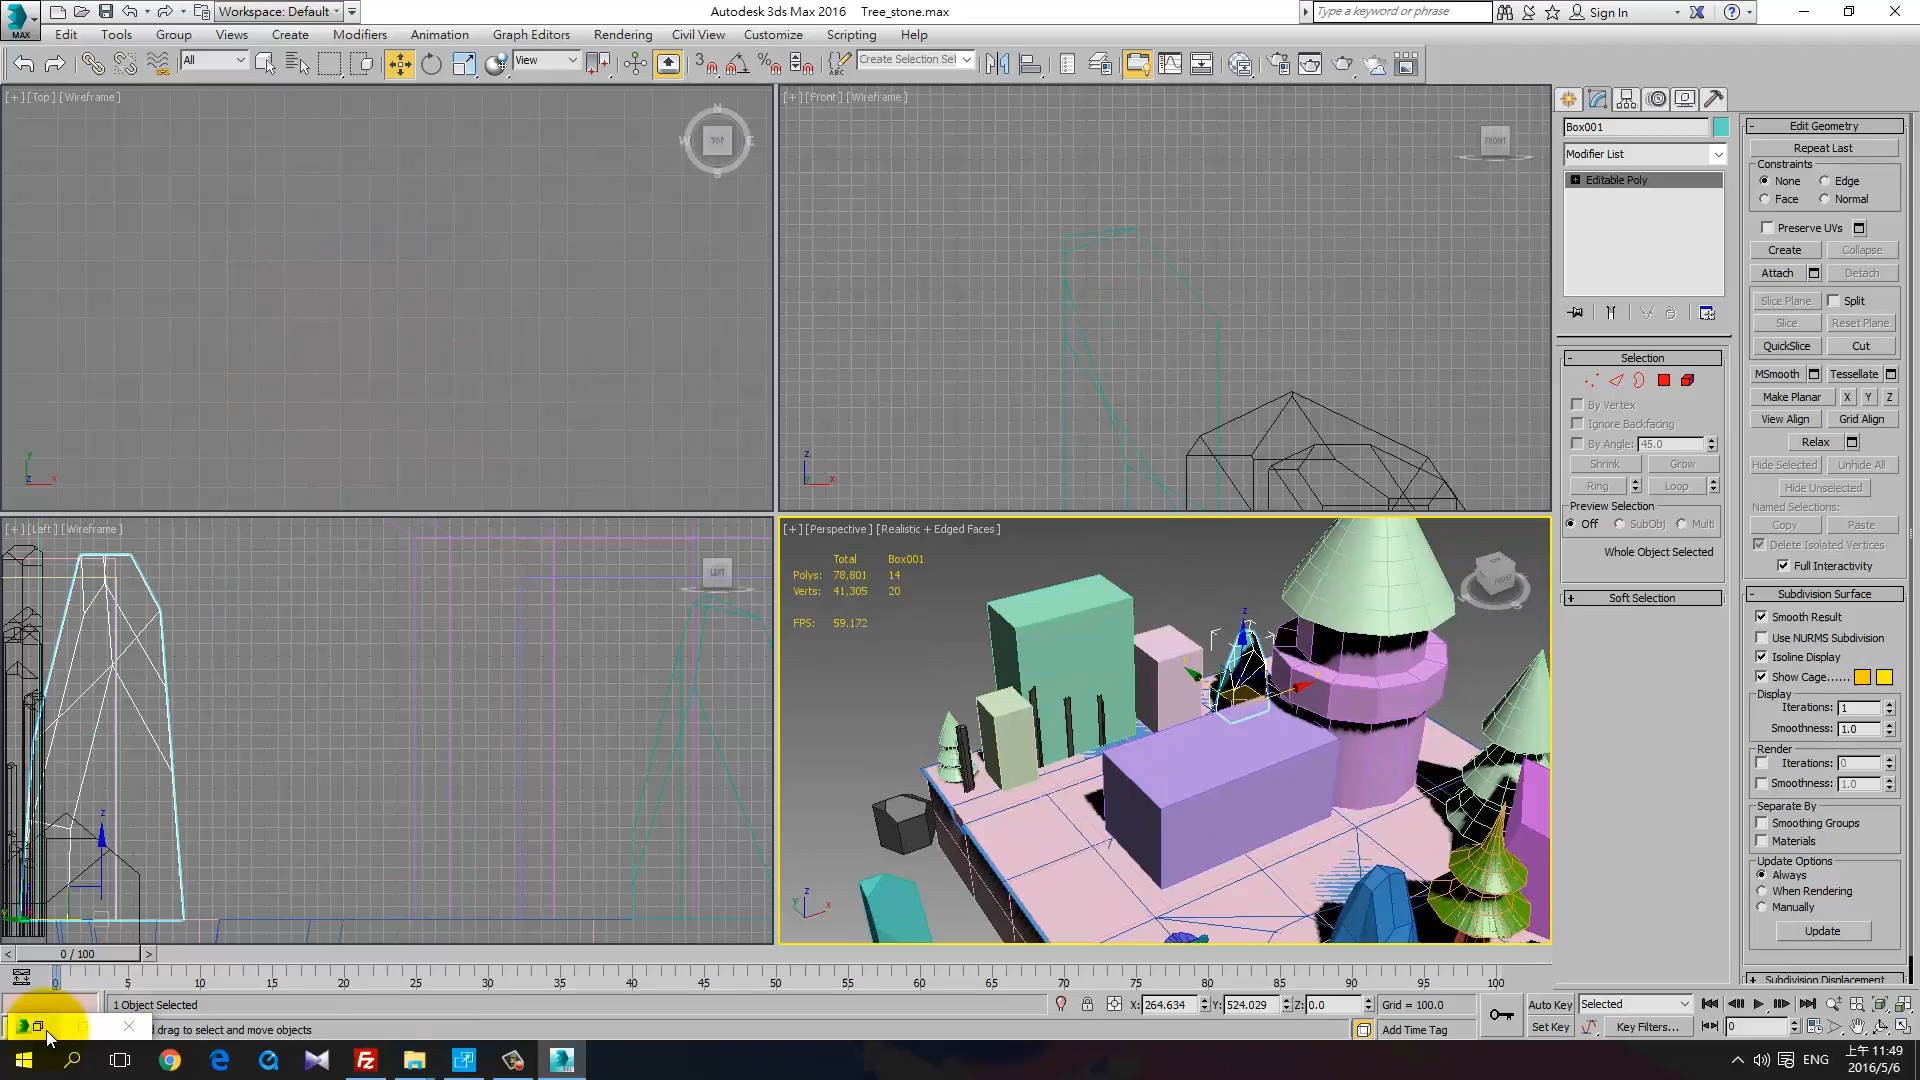 MAX Workspace: Default Autodesk 3ds Max 2016 Tree_stone.max Type a keyword or phrase Sign In
Edit Tools Group Views Create Modifiers Animation Graph Editors Rendering Civil View Customize Scripting Help
All View 3 ABC Create Selection Set
[+] [Top] [Wireframe]
N
W TOP E
S
Y
Z X
[+] [Front] [Wireframe]
FRONT
Z
X
[+] [Left] [Wireframe]
LEFT
Z
[+] [Perspective] [Realistic + Edged Faces]
Total Box001
Polys: 78,801 14
Verts: 41,305 20
FPS: 59.172
FRONT
Z
Z
X
Box001
Modifier List
Editable Poly
- Selection
By Vertex
Ignore Backfacing
By Angle: 45.0
Shrink Grow
Ring Loop
Preview Selection
Off SubObj Multi
Whole Object Selected
+ Soft Selection
- Edit Geometry
Repeat Last
Constraints
None Edge
Face Normal
Preserve UVs
Create Collapse
Attach Detach
Slice Plane Split
Slice Reset Plane
QuickSlice Cut
MSmooth Tessellate
Make Planar X Y Z
View Align Grid Align
Relax
Hide Selected Unhide All
Hide Unselected
Named Selections:
Copy Paste
Delete Isolated Vertices
Full Interactivity
- Subdivision Surface
Smooth Result
Use NURMS Subdivision
Isoline Display
Show Cage......
Display
Iterations: 1
Smoothness: 1.0
Render
Iterations: 0
Smoothness: 1.0
Separate By
Smoothing Groups
Materials
Update Options
Always
When Rendering
Manually
Update
+ Subdivision Displacement
< 0 / 100 >
0 5 10 15 20 25 30 35 40 45 50 55 60 65 70 75 80 85 90 95 100
1 Object Selected X: 264.634 Y: 524.029 Z: 0.0 Grid = 100.0 Auto Key Selected
drag to select and move objects Add Time Tag Set Key Key Filters... 0
ENG 上午 11:49
2016/5/6